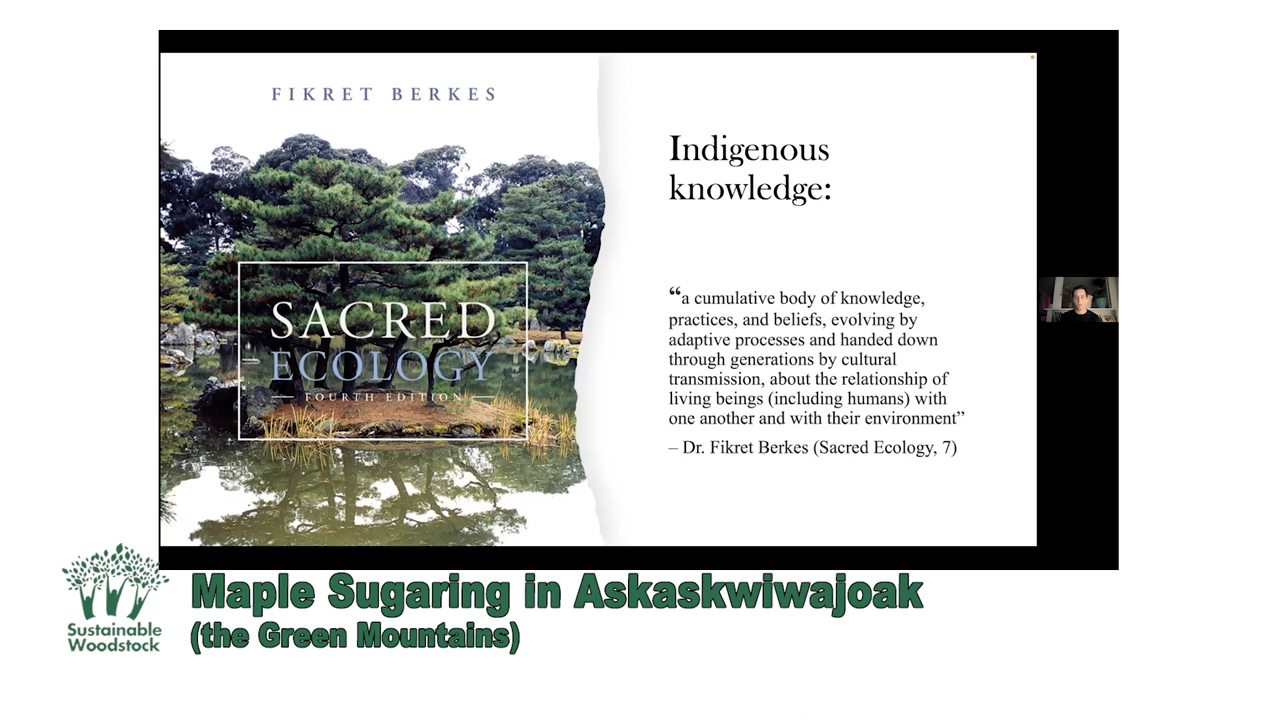 FIKRET BERKES
SACRED
ECOLOGY
FOURTH EDITION
Indigenous
knowledge:
“a cumulative body of knowledge,
practices, and beliefs, evolving by
adaptive processes and handed down
through generations by cultural
transmission, about the relationship of
living beings (including humans) with
one another and with their environment”
– Dr. Fikret Berkes (Sacred Ecology, 7)
Sustainable
Woodstock
Maple Sugaring in Askaskwiwajoak
(the Green Mountains)